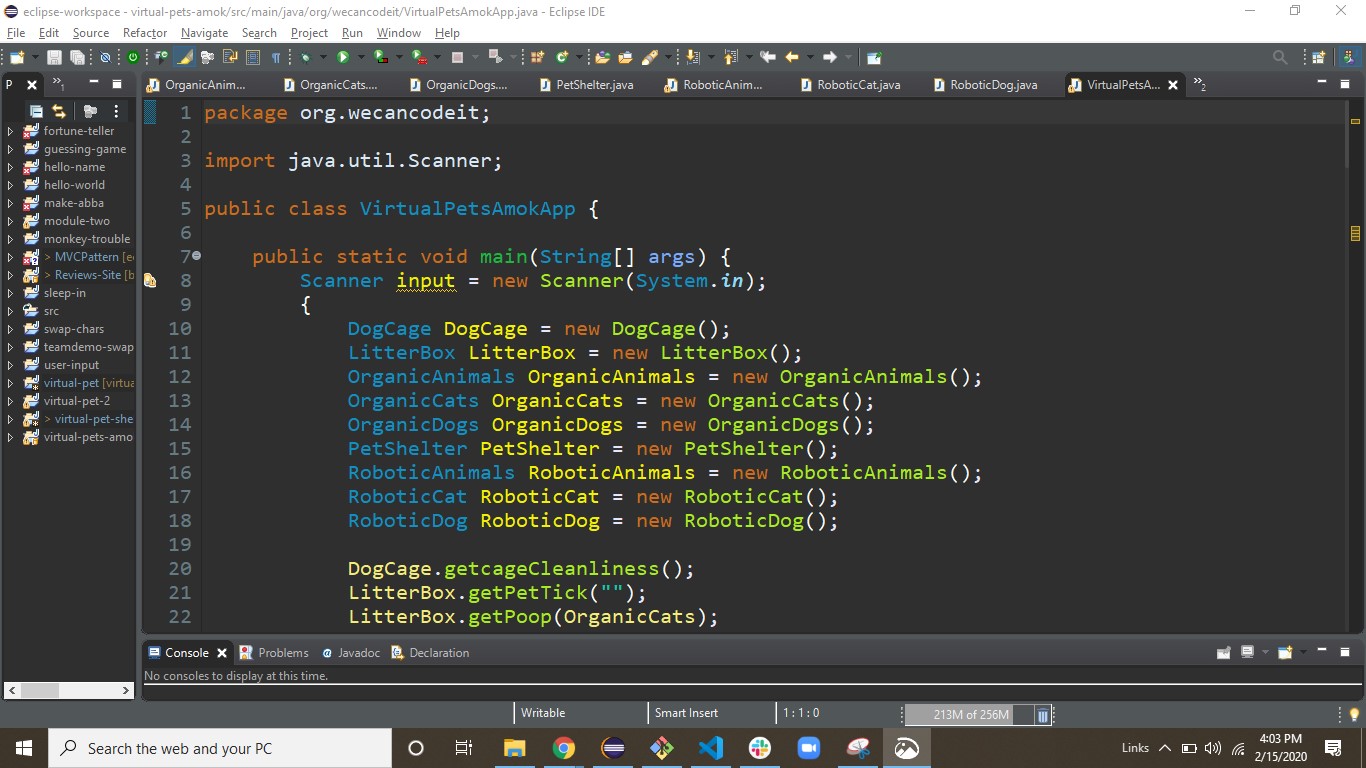 eclipse-workspace - virtual-pets-amok/src/main/java/org/wecancodeit/VirtualPetsAmokApp.java - Eclipse IDE
File Edit Source Refactor Navigate Search Project Run Window Help
P
OrganicAnim... OrganicCats.... OrganicDogs.... PetShelter.java RoboticAnim... RoboticCat.java RoboticDog.java VirtualPetsA... »2
»1
fortune-teller
guessing-game
hello-name
hello-world
make-abba
module-two
monkey-trouble
> MVCPattern [e
> Reviews-Site [b
sleep-in
src
swap-chars
teamdemo-swap
user-input
virtual-pet [virtua
virtual-pet-2
> virtual-pet-she
virtual-pets-amo
1 package org.wecancodeit;
2
3 import java.util.Scanner;
4
5 public class VirtualPetsAmokApp {
6
7 public static void main(String[] args) {
8 Scanner input = new Scanner(System.in);
9 {
10 DogCage DogCage = new DogCage();
11 LitterBox LitterBox = new LitterBox();
12 OrganicAnimals OrganicAnimals = new OrganicAnimals();
13 OrganicCats OrganicCats = new OrganicCats();
14 OrganicDogs OrganicDogs = new OrganicDogs();
15 PetShelter PetShelter = new PetShelter();
16 RoboticAnimals RoboticAnimals = new RoboticAnimals();
17 RoboticCat RoboticCat = new RoboticCat();
18 RoboticDog RoboticDog = new RoboticDog();
19
20 DogCage.getcageCleanliness();
21 LitterBox.getPetTick("");
22 LitterBox.getPoop(OrganicCats);
Console Problems Javadoc Declaration
No consoles to display at this time.
Writable Smart Insert 1 : 1 : 0 213M of 256M
Search the web and your PC
Links
4:03 PM
2/15/2020